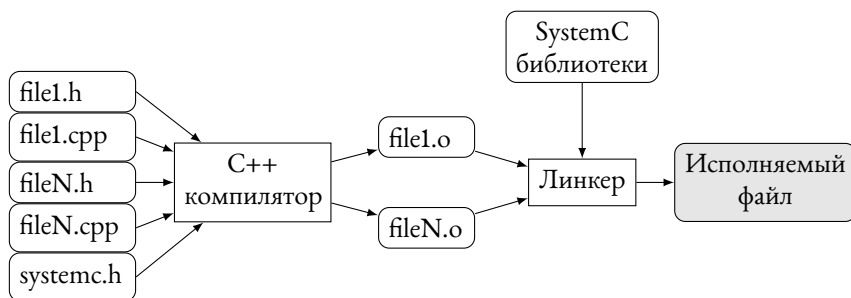 SystemC
библиотеки
file1.h
file1.cpp
fileN.h
fileN.cpp
systemc.h
C++
компилятор
file1.o
fileN.o
Линкер
Исполняемый
файл